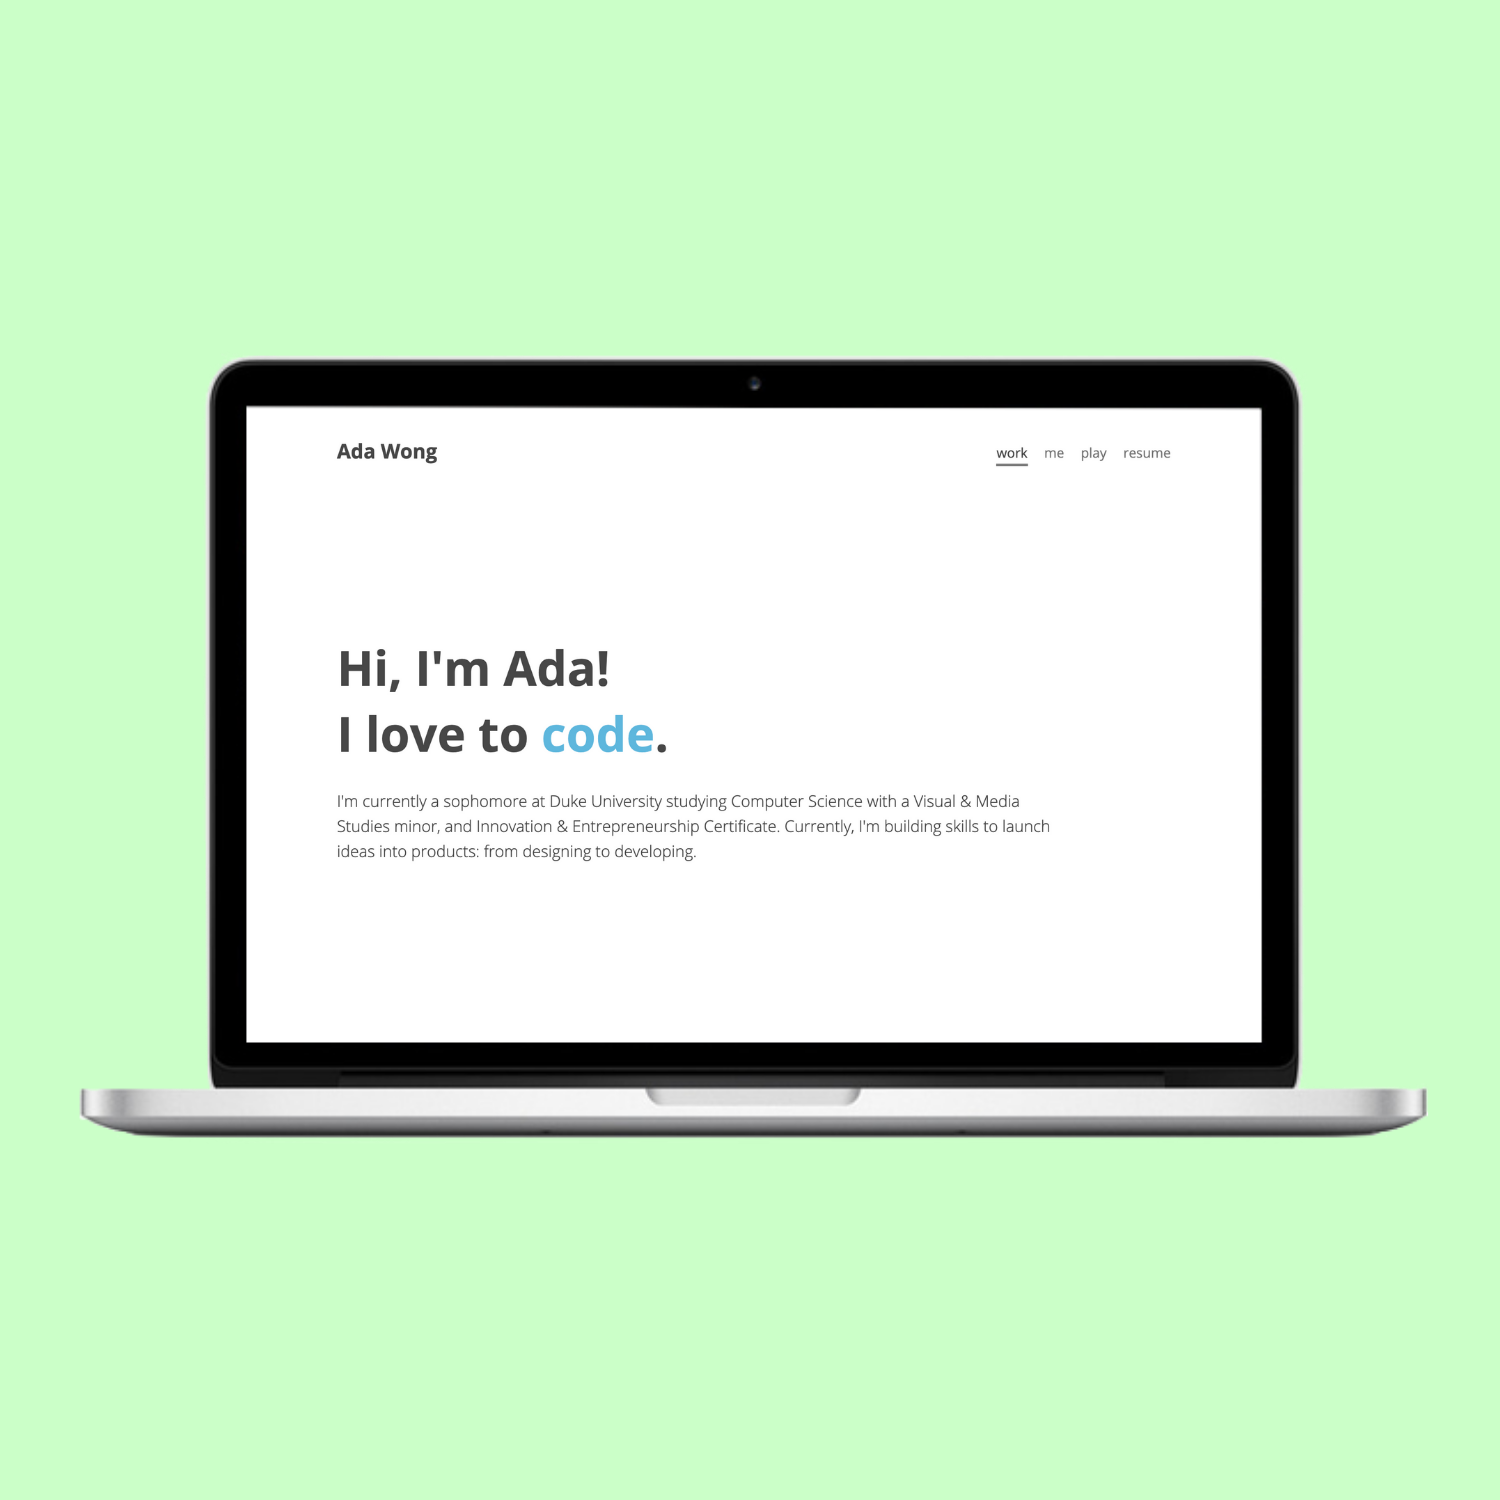 Ada Wong
work me play resume
Hi, I'm Ada!
I love to code.
I'm currently a sophomore at Duke University studying Computer Science with a Visual & Media
Studies minor, and Innovation & Entrepreneurship Certificate. Currently, I'm building skills to launch
ideas into products: from designing to developing.